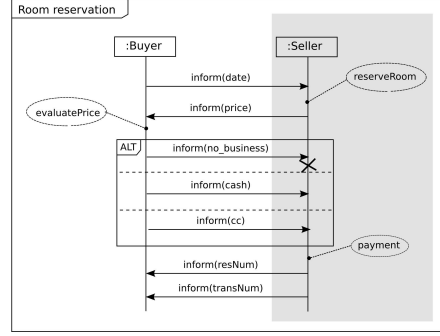 Room reservation
:Buyer
:Seller
inform(date)
reserveRoom
inform(price)
evaluatePrice
ALT
inform(no_business)
inform(cash)
inform(cc)
payment
inform(resNum)
inform(transNum)